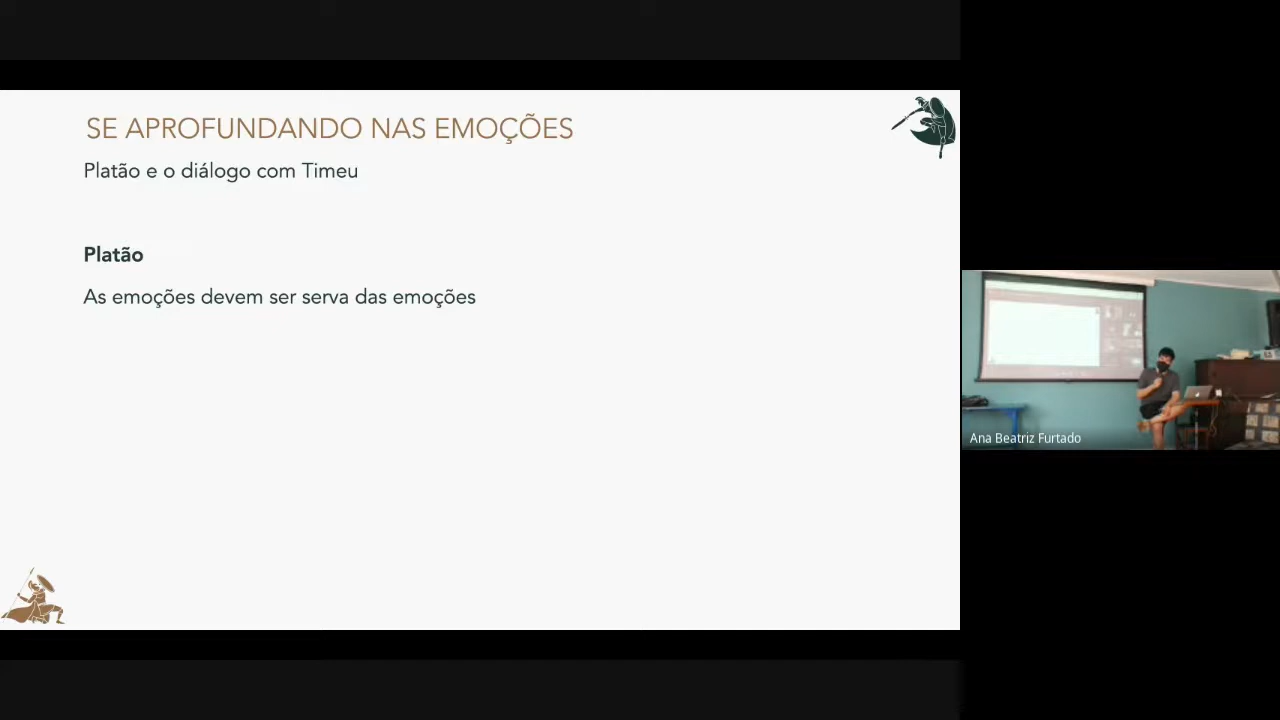 SE APROFUNDANDO NAS EMOÇÕES
Platão e o diálogo com Timeu
Platão
As emoções devem ser serva das emoções
Ana Beatriz Furtado